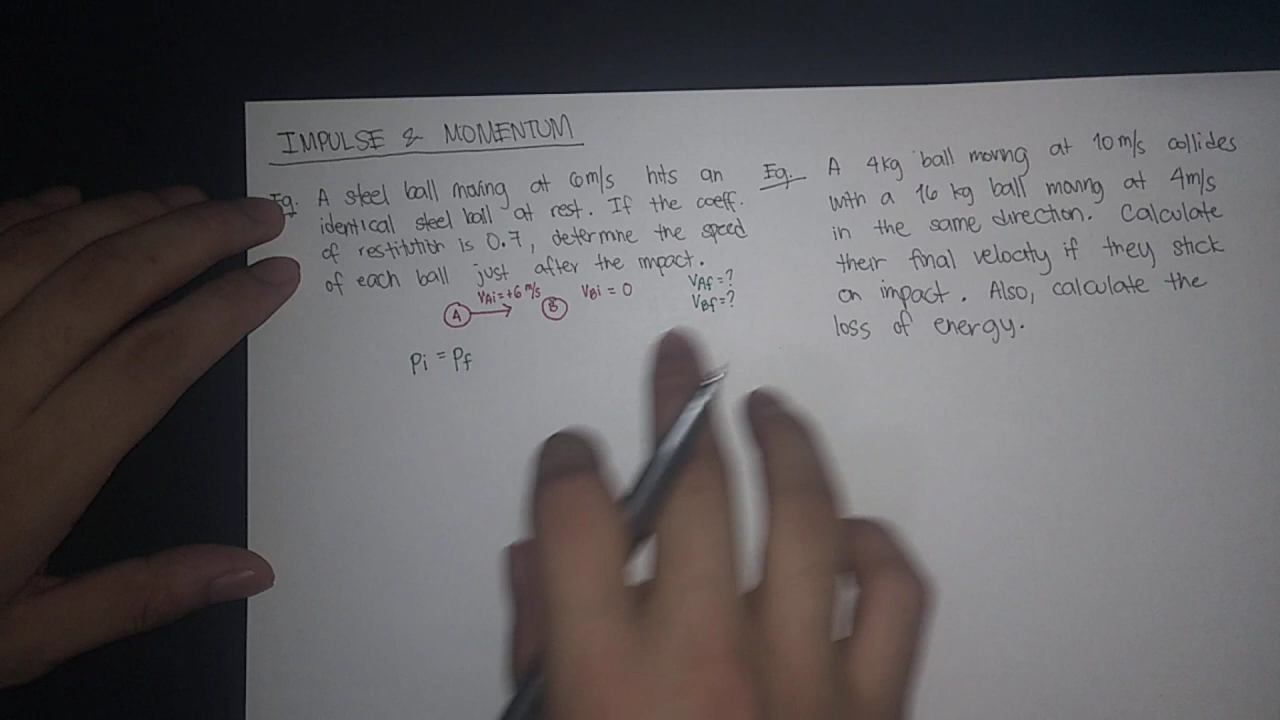 IMPULSE & MOMENTUM
Eg. A steel ball moving at 6m/s hits an
identical steel ball at rest. If the coeff.
of restitution is 0.7, determine the speed
of each ball just after the impact.
VAi=+6 m/s
A
B
VBi = 0
VAf=?
VBf=?
Pi = Pf
Eg. A 4kg ball moving at 10m/s collides
with a 16 kg ball moving at 4m/s
in the same direction. Calculate
their final velocity if they stick
on impact. Also, calculate the
loss of energy.